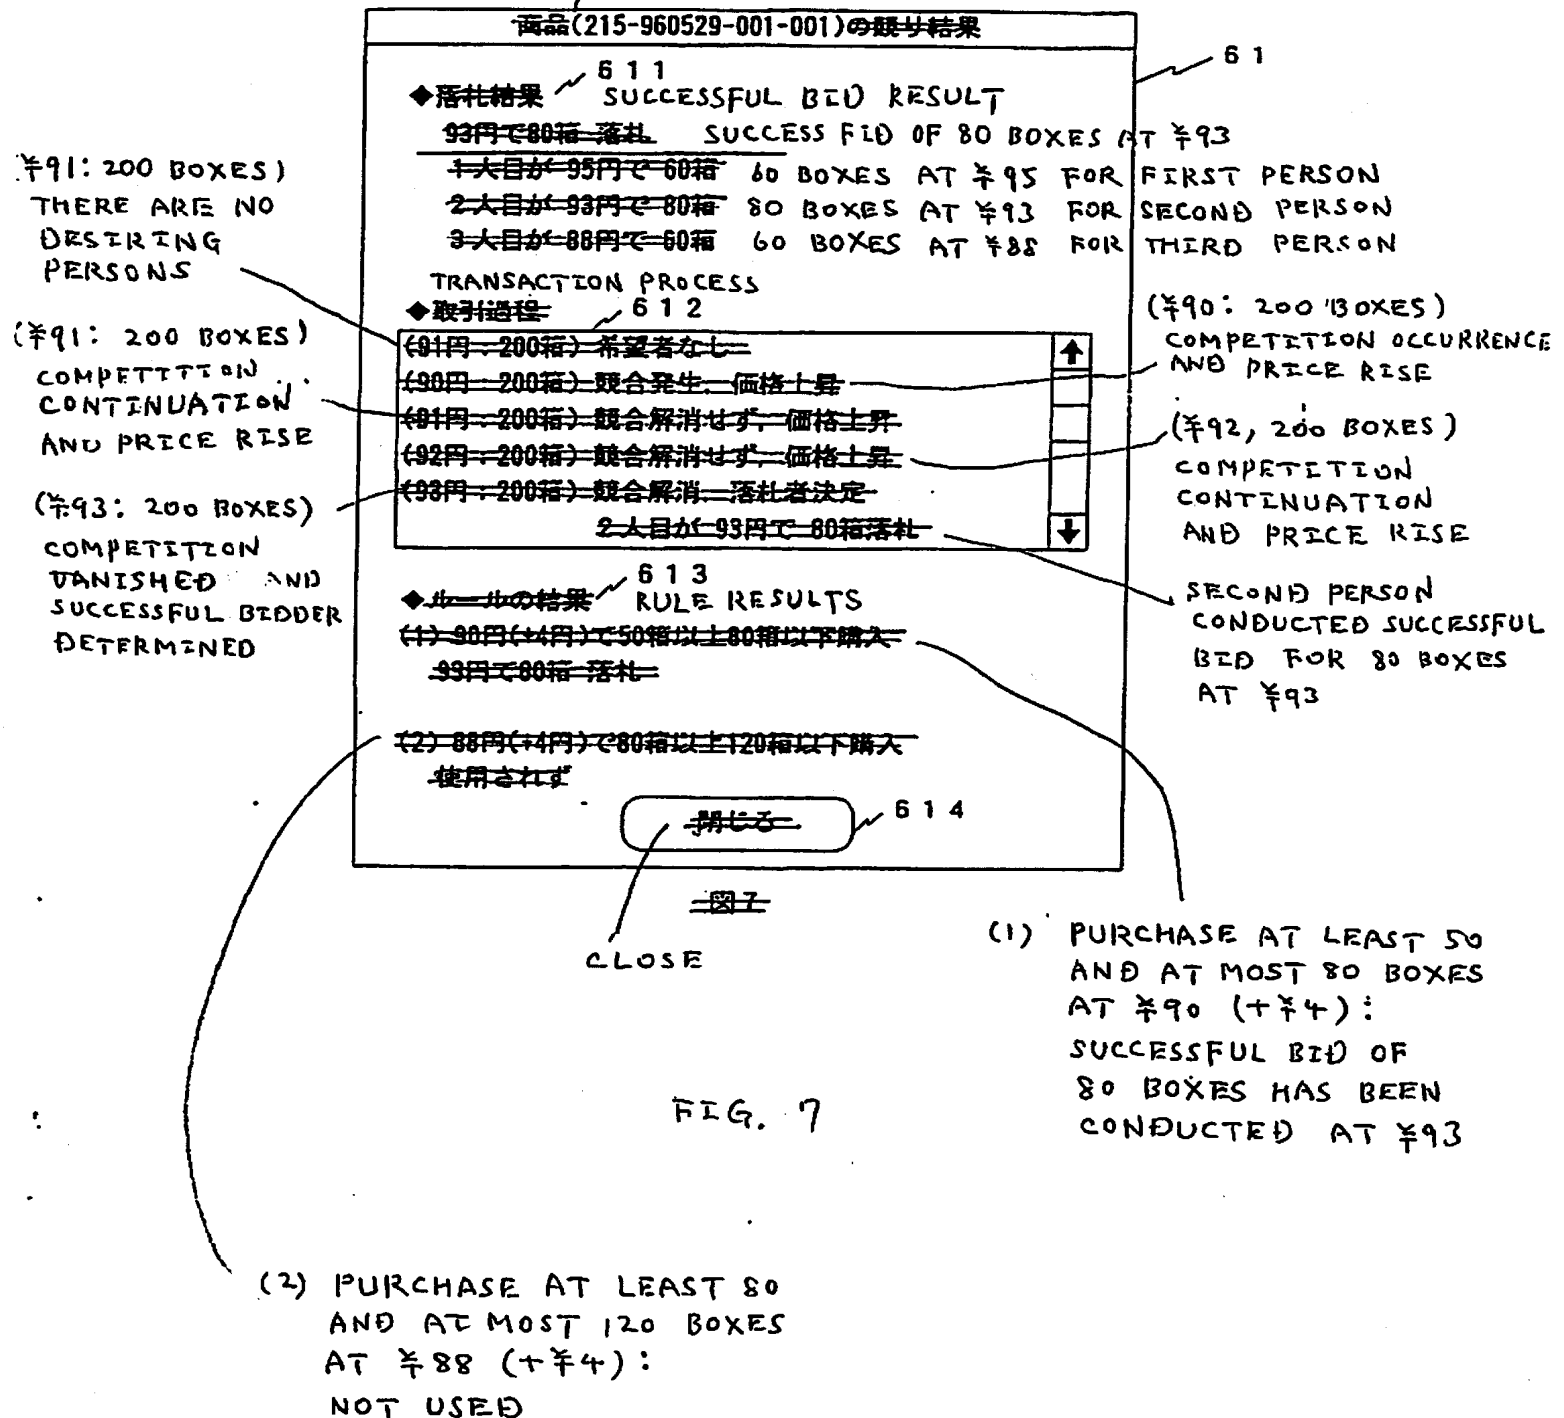 商品(215-960529-001-001)の競り結果
61
611
◆落札結果 SUCCESSFUL BID RESULT
93円で80箱 落札 SUCCESS FID OF 80 BOXES AT ¥93
1人目が 95円で 60箱 60 BOXES AT ¥95 FOR FIRST PERSON
2人目が 93円で 80箱 80 BOXES AT ¥93 FOR SECOND PERSON
3人目が 88円で 60箱 60 BOXES AT ¥88 FOR THIRD PERSON
¥91: 200 BOXES)
THERE ARE NO
DESIRING
PERSONS
TRANSACTION PROCESS
◆取引過程 612
(91円:200箱) 希望者なし
(90円:200箱) 競合発生、価格上昇
(91円:200箱) 競合解消せず、価格上昇
(92円:200箱) 競合解消せず、価格上昇
(93円:200箱) 競合解消、落札者決定
2人目が 93円で 80箱落札
(¥91: 200 BOXES)
COMPETITION
CONTINUATION
AND PRICE RISE
(¥93: 200 BOXES)
COMPETITION
VANISHED AND
SUCCESSFUL BIDDER
DETERMINED
(¥90: 200 BOXES)
COMPETITION OCCURRENCE
AND PRICE RISE
(¥92, 200 BOXES)
COMPETITION
CONTINUATION
AND PRICE RISE
SECOND PERSON
CONDUCTED SUCCESSFUL
BID FOR 80 BOXES
AT ¥93
613
◆ルールの結果 RULE RESULTS
(1) 90円(+4円)で50箱以上80箱以下購入
93円で80箱 落札
(2) 88円(+4円)で80箱以上120箱以下購入
使用されず
閉じる 614
図7
CLOSE
(1) PURCHASE AT LEAST 50
AND AT MOST 80 BOXES
AT ¥90 (+¥4):
SUCCESSFUL BID OF
80 BOXES HAS BEEN
CONDUCTED AT ¥93
FIG. 7
(2) PURCHASE AT LEAST 80
AND AT MOST 120 BOXES
AT ¥88 (+¥4):
NOT USED